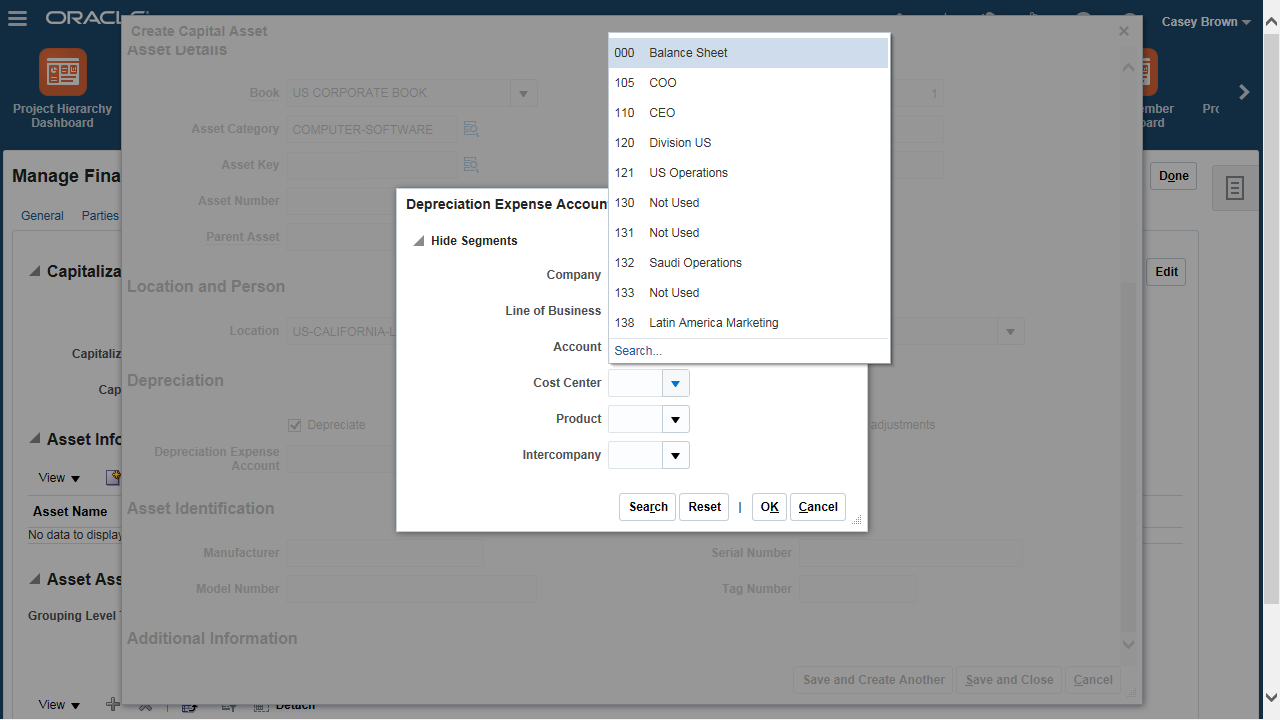 ORACLE
Casey Brown
Project Hierarchy
Dashboard
Manage Fina
Done
General
Parties
Capitaliza
Edit
Capitaliz
Cap
Asset Info
View
Asset Name
No data to display
Asset Ass
Grouping Level
View
Detach
Create Capital Asset
Asset Details
Book
US CORPORATE BOOK
1
Asset Category
COMPUTER-SOFTWARE
Asset Key
Asset Number
Parent Asset
Location and Person
Location
US-CALIFORNIA-L
Depreciation
Depreciate
adjustments
Depreciation Expense
Account
Asset Identification
Manufacturer
Serial Number
Model Number
Tag Number
Additional Information
Save and Create Another
Save and Close
Cancel
Depreciation Expense Accoun
Hide Segments
Company
Line of Business
Account
Cost Center
Product
Intercompany
Search
Reset
|
OK
Cancel
000 Balance Sheet
105 COO
110 CEO
120 Division US
121 US Operations
130 Not Used
131 Not Used
132 Saudi Operations
133 Not Used
138 Latin America Marketing
Search...